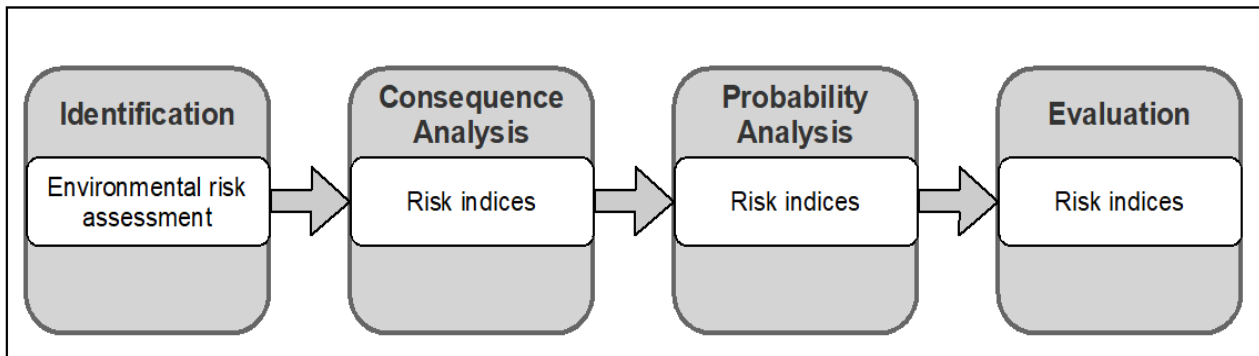 Identification
Environmental risk
assessment
Consequence
Analysis
Risk indices
Probability
Analysis
Risk indices
Evaluation
Risk indices